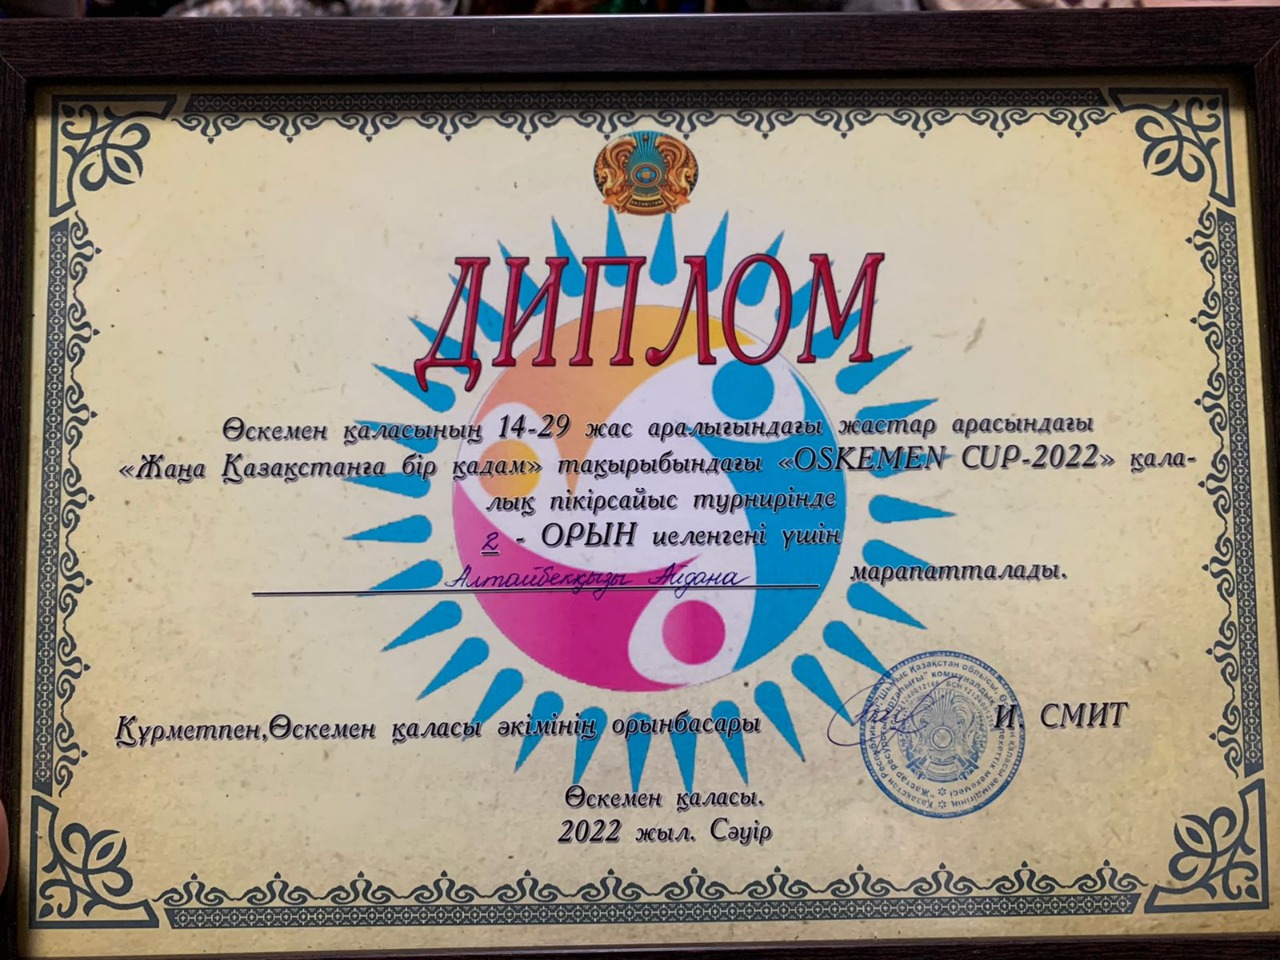 ДИПЛОМ
Өскемен қаласының 14-29 жас аралығындағы жастар арасындағы
«Жаңа Қазақстанға бір қадам» тақырыбындағы «OSKEMEN CUP-2022» қала-
лық пікірсайыс турнирінде
2 - ОРЫН иеленгені үшін
Алтайбекқызы Айдана марапатталады.
Құрметпен,Өскемен қаласы әкімінің орынбасары И. СМИТ
Өскемен қаласы.
2022 жыл. Сәуір